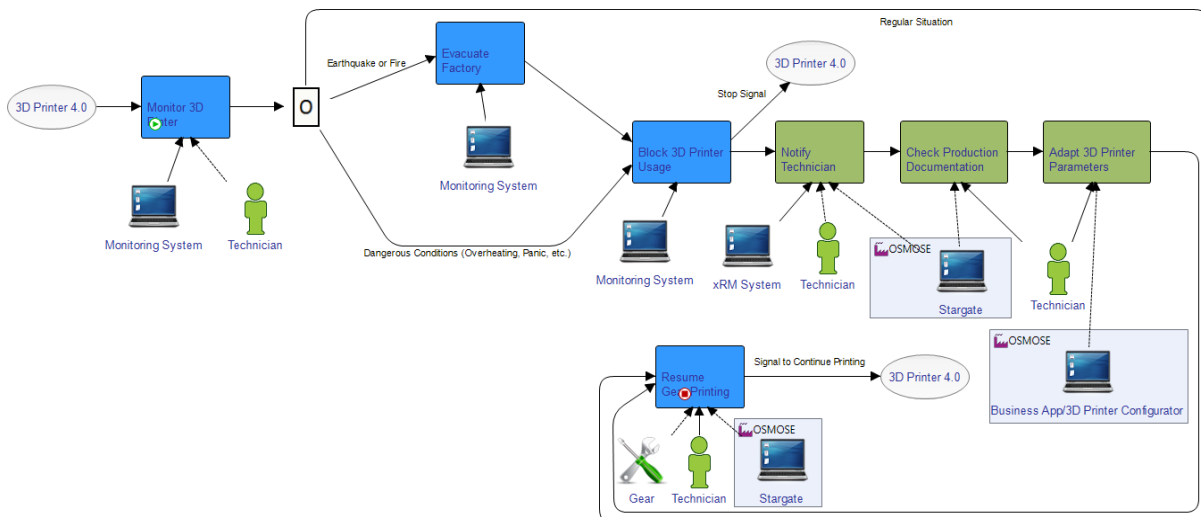 Regular Situation
Earthquake or Fire
Evacuate
Factory
3D Printer 4.0
Stop Signal
3D Printer 4.0
Monitor 3D
Printer
O
Monitoring System
Block 3D Printer
Usage
Notify
Technician
Check Production
Documentation
Adapt 3D Printer
Parameters
Monitoring System
Technician
Dangerous Conditions (Overheating, Panic, etc.)
Monitoring System
xRM System
Technician
OSMOSE
Stargate
Technician
OSMOSE
Business App/3D Printer Configurator
Resume
Gear Printing
Signal to Continue Printing
3D Printer 4.0
OSMOSE
Gear
Technician
Stargate